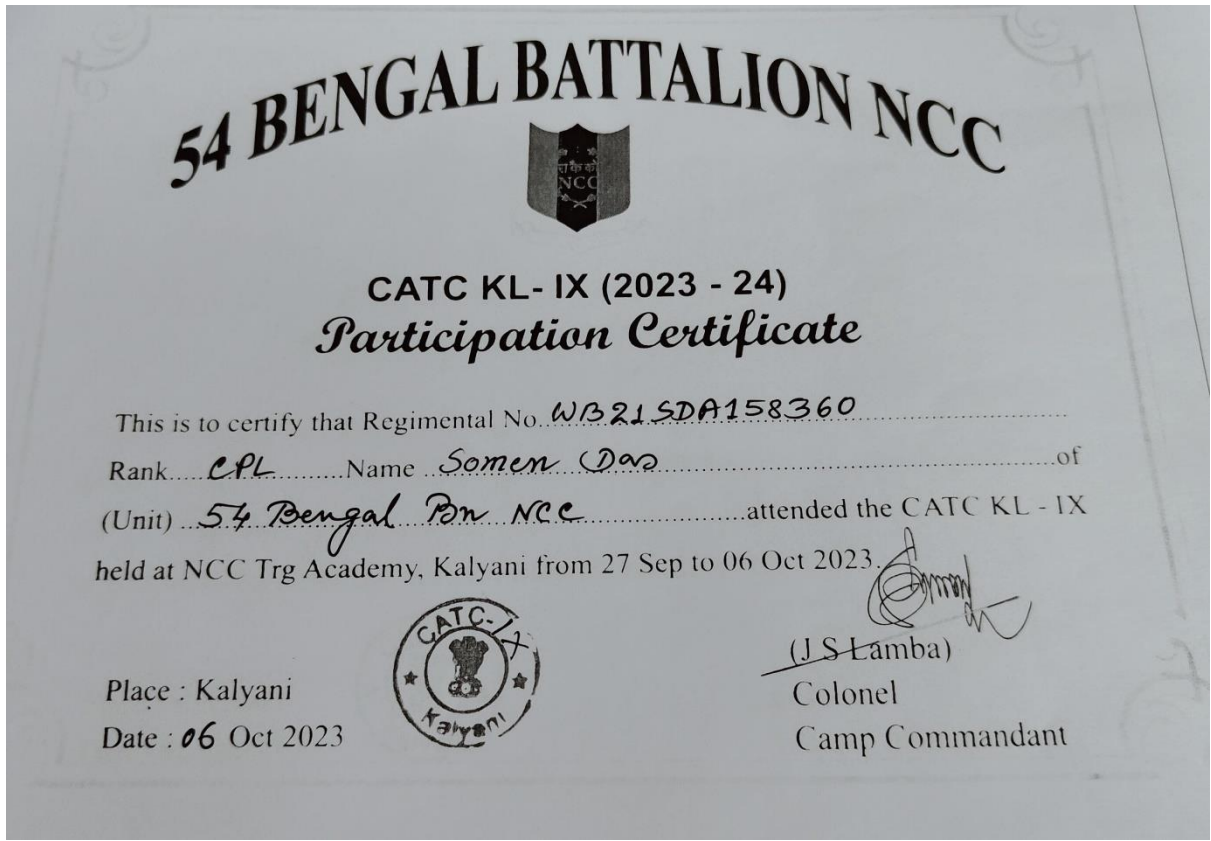 54 BENGAL BATTALION NCC
NCC
CATC KL- IX (2023 - 24)
Participation Certificate
This is to certify that Regimental No. WB21SDA158360
Rank CPL Name Somen Das of
(Unit) 54 Bengal Bn NCC attended the CATC KL - IX
held at NCC Trg Academy, Kalyani from 27 Sep to 06 Oct 2023.
CATC-IX
Kalyani
(J S Lamba)
Place : Kalyani
Colonel
Date : 06 Oct 2023
Camp Commandant